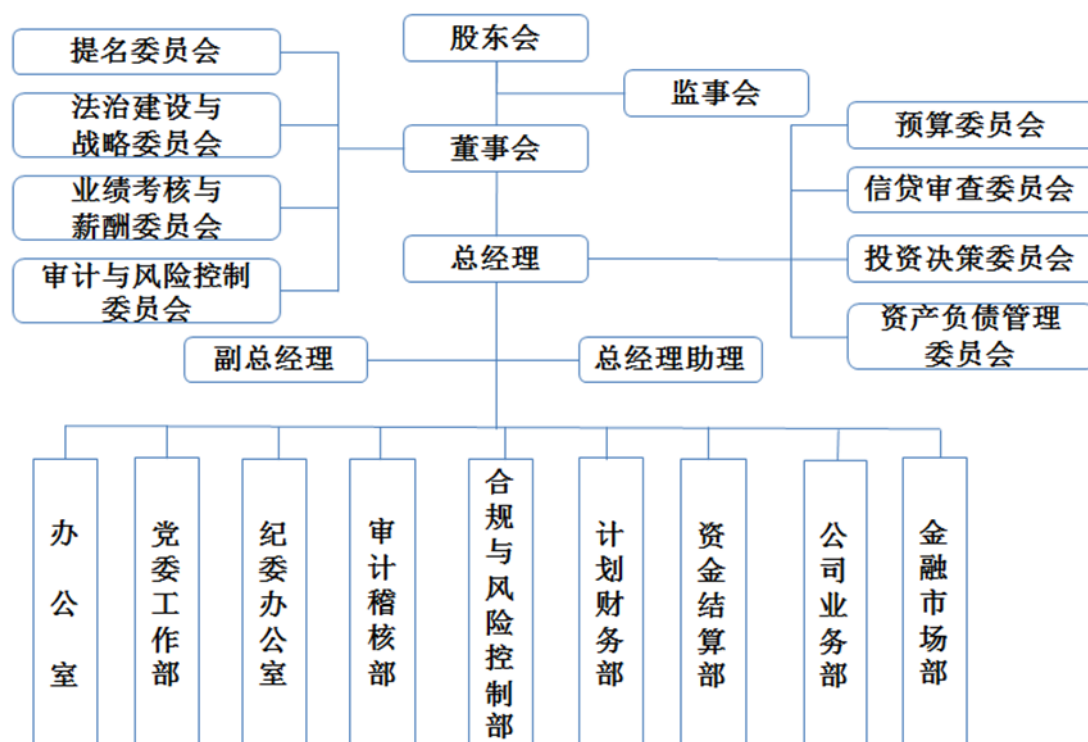 股东会
提名委员会
监事会
法治建设与
战略委员会
董事会
预算委员会
业绩考核与
薪酬委员会
信贷审查委员会
总经理
投资决策委员会
审计与风险控制
委员会
资产负债管理
委员会
副总经理
总经理助理
办公室
党委工作部
纪委办公室
审计稽核部
合规与风险控制部
计划财务部
资金结算部
公司业务部
金融市场部